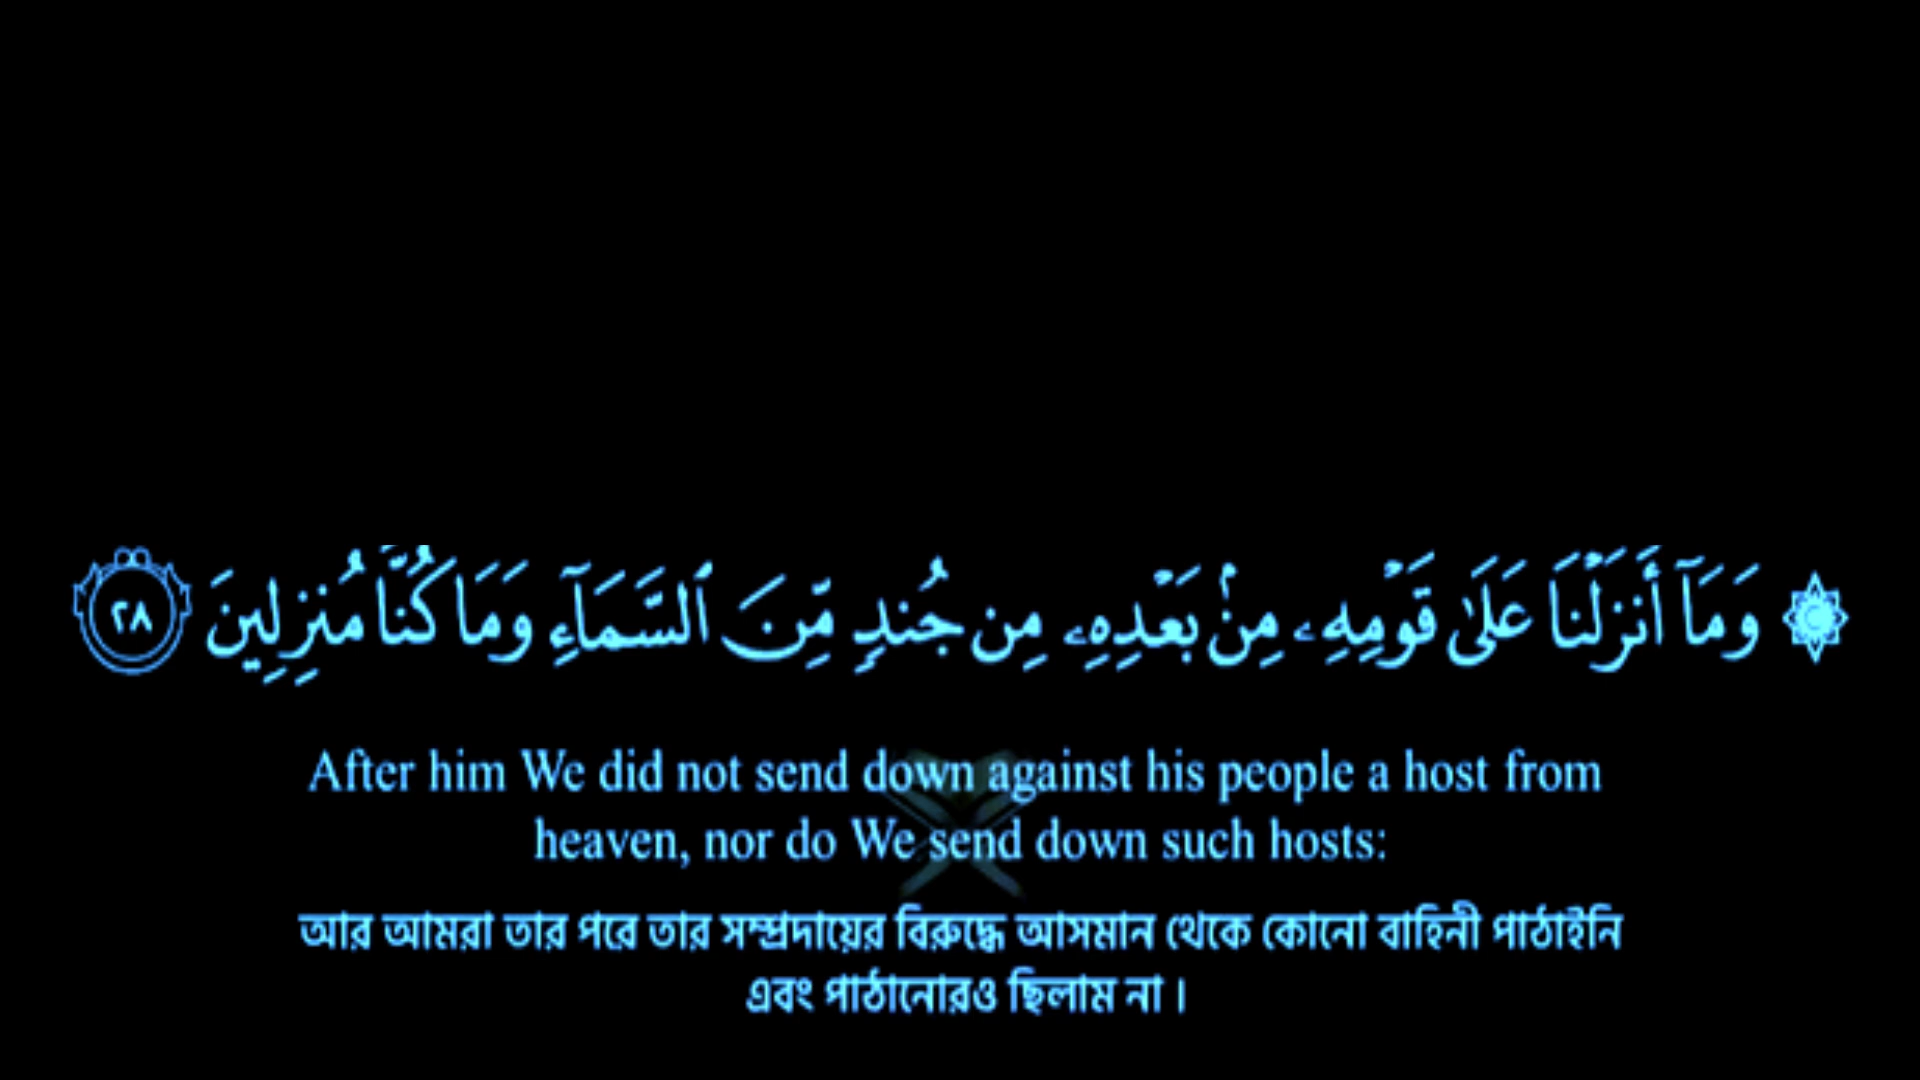 ۞ وَمَآ أَنزَلْنَا عَلَىٰ قَوْمِهِۦ مِنۢ بَعْدِهِۦ مِن جُندٍ مِّنَ ٱلسَّمَآءِ وَمَا كُنَّا مُنزِلِينَ ٢٨
After him We did not send down against his people a host from
heaven, nor do We send down such hosts:
আর আমরা তার পরে তার সম্প্রদায়ের বিরুদ্ধে আসমান থেকে কোনো বাহিনী পাঠাইনি
এবং পাঠানোরও ছিলাম না।